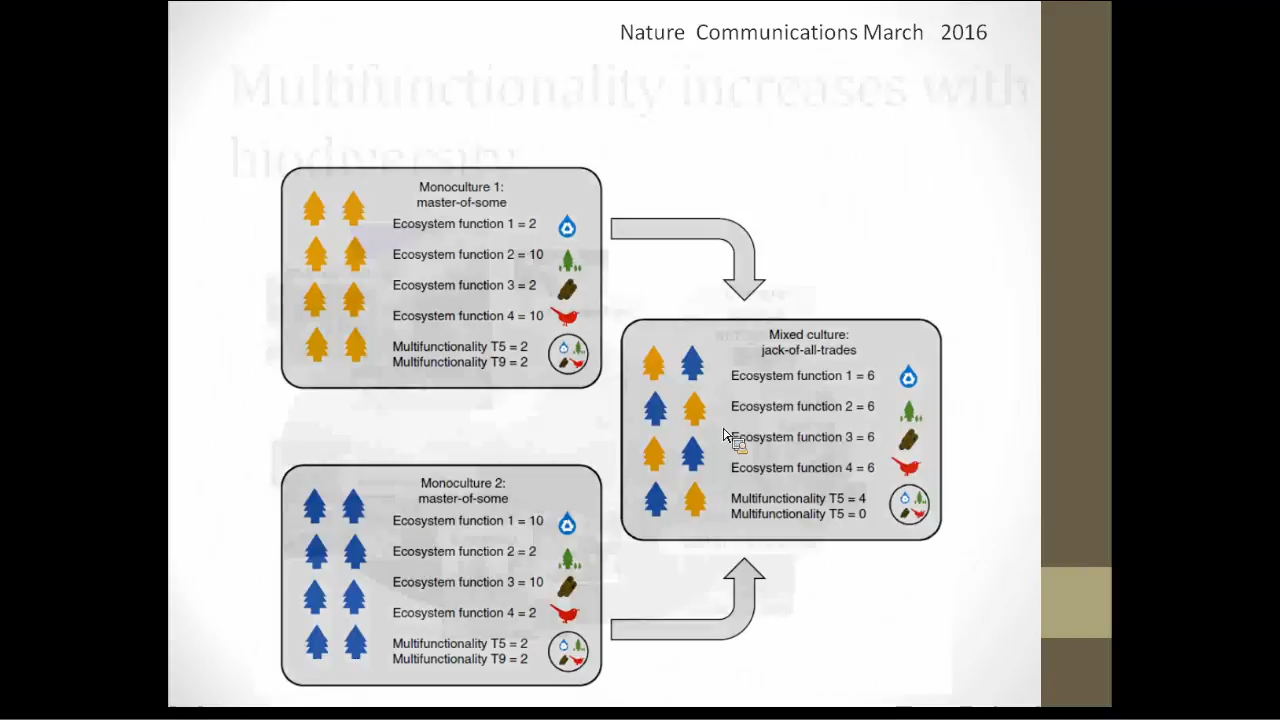 Nature Communications March 2016
Multifunctionality increases with
biodiversity
Monoculture 1:
master-of-some
Ecosystem function 1 = 2
Ecosystem function 2 = 10
Ecosystem function 3 = 2
Ecosystem function 4 = 10
Multifunctionality T5 = 2
Multifunctionality T9 = 2
Mixed culture:
jack-of-all-trades
Ecosystem function 1 = 6
Ecosystem function 2 = 6
Ecosystem function 3 = 6
Ecosystem function 4 = 6
Multifunctionality T5 = 4
Multifunctionality T5 = 0
Monoculture 2:
master-of-some
Ecosystem function 1 = 10
Ecosystem function 2 = 2
Ecosystem function 3 = 10
Ecosystem function 4 = 2
Multifunctionality T5 = 2
Multifunctionality T9 = 2